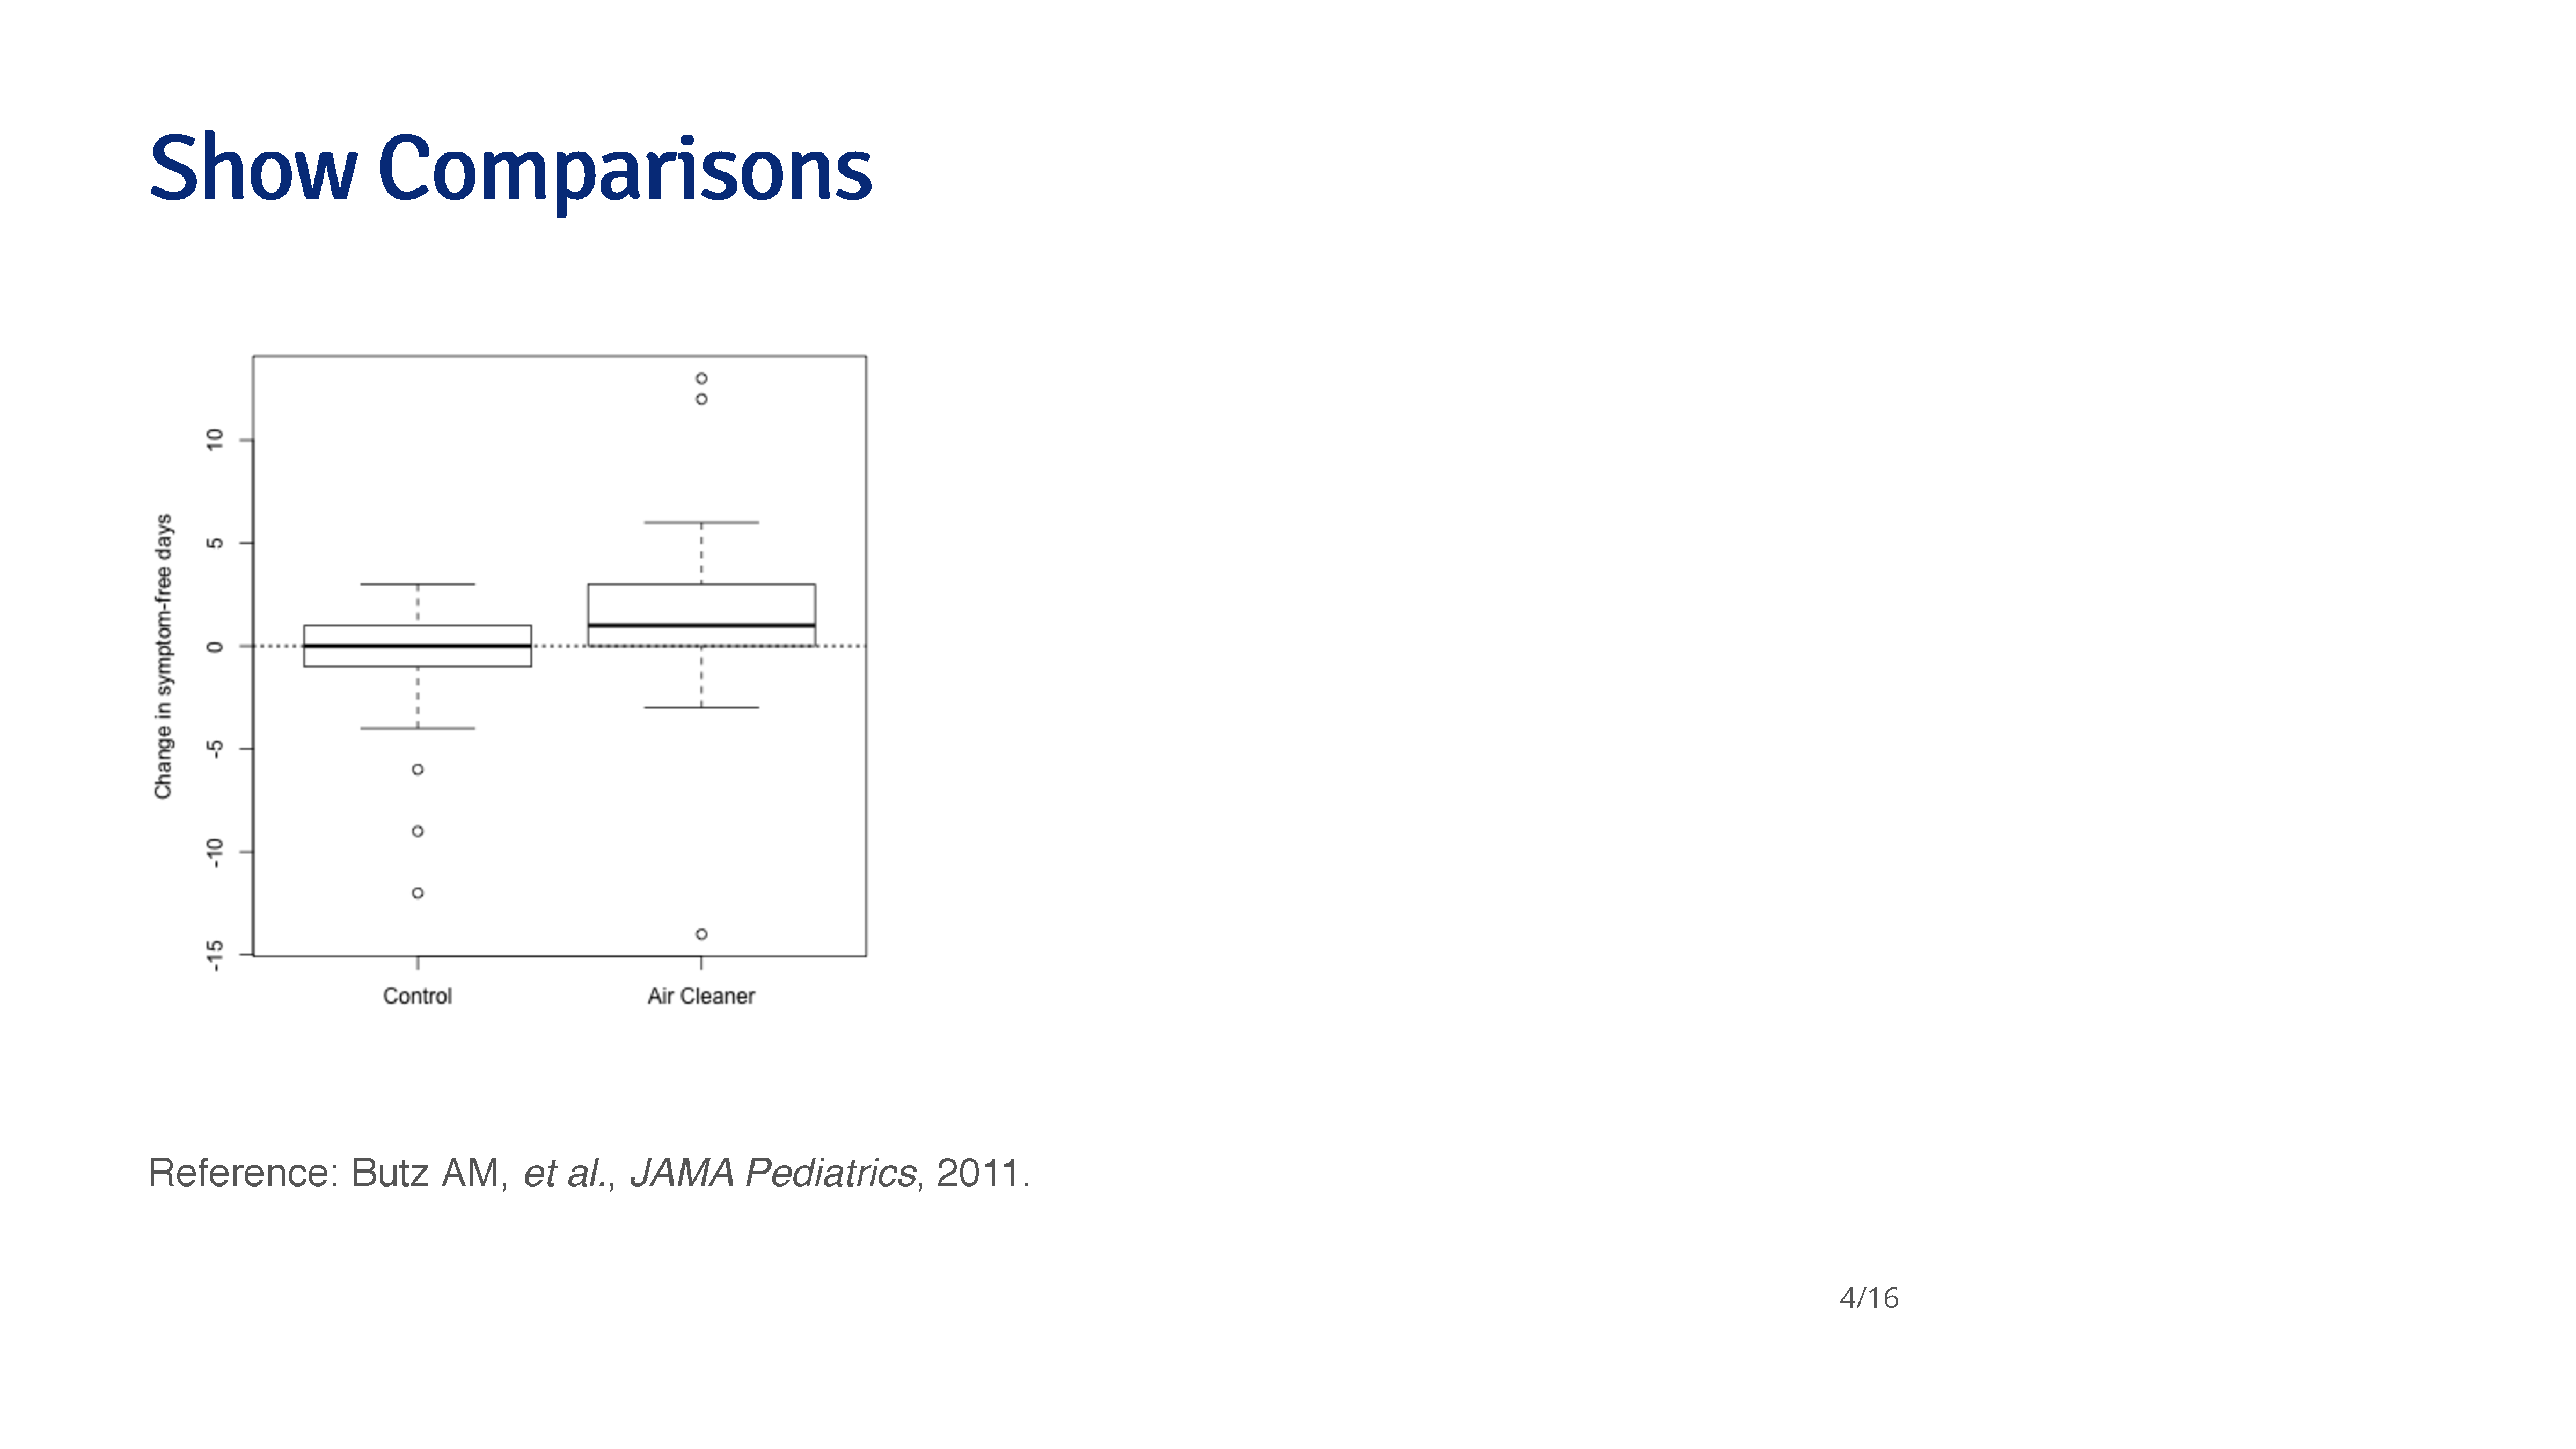 Show Comparisons
Change in symptom-free days
10
5
0
-5
-10
-15
Control
Air Cleaner
Reference: Butz AM, et al., JAMA Pediatrics, 2011.
4/16